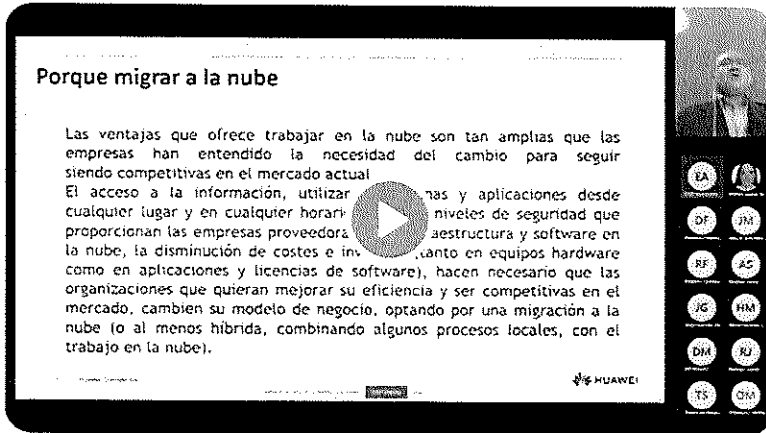 Porque migrar a la nube
Las ventajas que ofrece trabajar en la nube son tan amplias que las
empresas han entendido la necesidad del cambio para seguir
siendo competitivas en el mercado actual
El acceso a la información, utilizar nas y aplicaciones desde
cualquier lugar y en cualquier horari niveles de seguridad que
proporcionan las empresas proveedora aestructura y software en
la nube, la disminución de costes e inv tanto en equipos hardware
como en aplicaciones y licencias de software), hacen necesario que las
organizaciones que quieran mejorar su eficiencia y ser competitivas en el
mercado, cambien su modelo de negocio, optando por una migración a la
nube (o al menos híbrida, combinando algunos procesos locales, con el
trabajo en la nube).
HUAWEI
EA
DF JM
RF AS
JG HM
DM RJ
TS OM